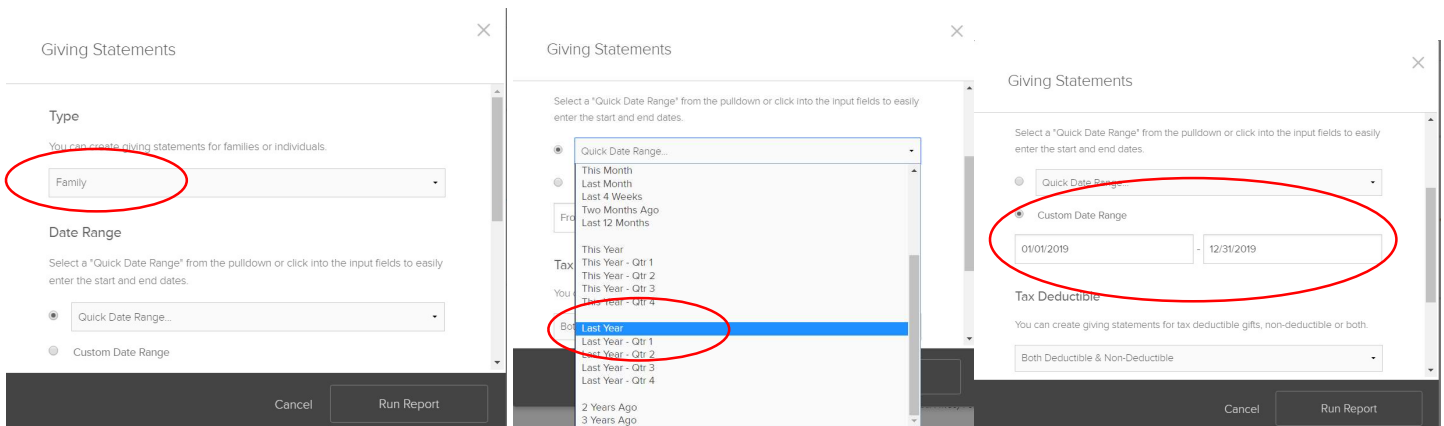 Giving Statements
Type
You can create giving statements for families or individuals.
Family
Date Range
Select a "Quick Date Range" from the pulldown or click into the input fields to easily
enter the start and end dates.
Quick Date Range...
Custom Date Range
Cancel
Run Report
Giving Statements
Select a "Quick Date Range" from the pulldown or click into the input fields to easily
enter the start and end dates.
Quick Date Range...
This Month
Last Month
Last 4 Weeks
Two Months Ago
Last 12 Months
Fro
This Year
This Year - Qtr 1
Tax
This Year - Qtr 2
This Year - Qtr 3
You
This Year - Qtr 4
Bot
Last Year
Last Year - Qtr 1
Last Year - Qtr 2
Last Year - Qtr 3
Last Year - Qtr 4
2 Years Ago
3 Years Ago
Giving Statements
Select a "Quick Date Range" from the pulldown or click into the input fields to easily
enter the start and end dates.
Quick Date Range...
Custom Date Range
01/01/2019 - 12/31/2019
Tax Deductible
You can create giving statements for tax deductible gifts, non-deductible or both.
Both Deductible & Non-Deductible
Cancel
Run Report